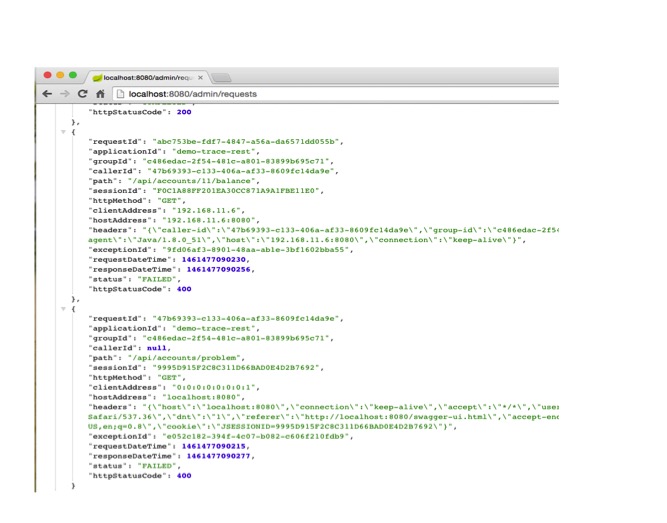 localhost:8080/admin/requ
localhost:8080/admin/requests
"httpStatusCode": 200
},
{
"requestId": "abc753be-fdf7-4847-a56a-da6571dd055b",
"applicationId": "demo-trace-rest",
"groupId": "c486edac-2f54-481c-a801-83899b695c71",
"callerId": "47b69393-c133-406a-af33-8609fc14da9e",
"path": "/api/accounts/11/balance",
"sessionId": "F0C1A88FF201EA30CC871A9A1FBE11E0",
"httpMethod": "GET",
"clientAddress": "192.168.11.6",
"hostAddress": "192.168.11.6:8080",
"headers": "{\"caller-id\":\"47b69393-c133-406a-af33-8609fc14da9e\",\"group-id\":\"c486edac-2f5
agent\":\"Java/1.8.0_51\",\"host\":\"192.168.11.6:8080\",\"connection\":\"keep-alive\"}",
"exceptionId": "9fd06af3-8901-48aa-ab1e-3bf1602bba55",
"requestDateTime": 1461477090230,
"responseDateTime": 1461477090256,
"status": "FAILED",
"httpStatusCode": 400
},
{
"requestId": "47b69393-c133-406a-af33-8609fc14da9e",
"applicationId": "demo-trace-rest",
"groupId": "c486edac-2f54-481c-a801-83899b695c71",
"callerId": null,
"path": "/api/accounts/problem",
"sessionId": "9995D915F2C8C311D66BAD0E4D2B7692",
"httpMethod": "GET",
"clientAddress": "0:0:0:0:0:0:0:1",
"hostAddress": "localhost:8080",
"headers": "{\"host\":\"localhost:8080\",\"connection\":\"keep-alive\",\"accept\":\"*/*\",\"user
Safari/537.36\",\"dnt\":\"1\",\"referer\":\"http://localhost:8080/swagger-ui.html\",\"accept-enc
US,en;q=0.8\",\"cookie\":\"JSESSIONID=9995D915F2C8C311D66BAD0E4D2B7692\"}",
"exceptionId": "e052c182-394f-4c07-b082-c606f210fdb9",
"requestDateTime": 1461477090215,
"responseDateTime": 1461477090277,
"status": "FAILED",
"httpStatusCode": 400
}